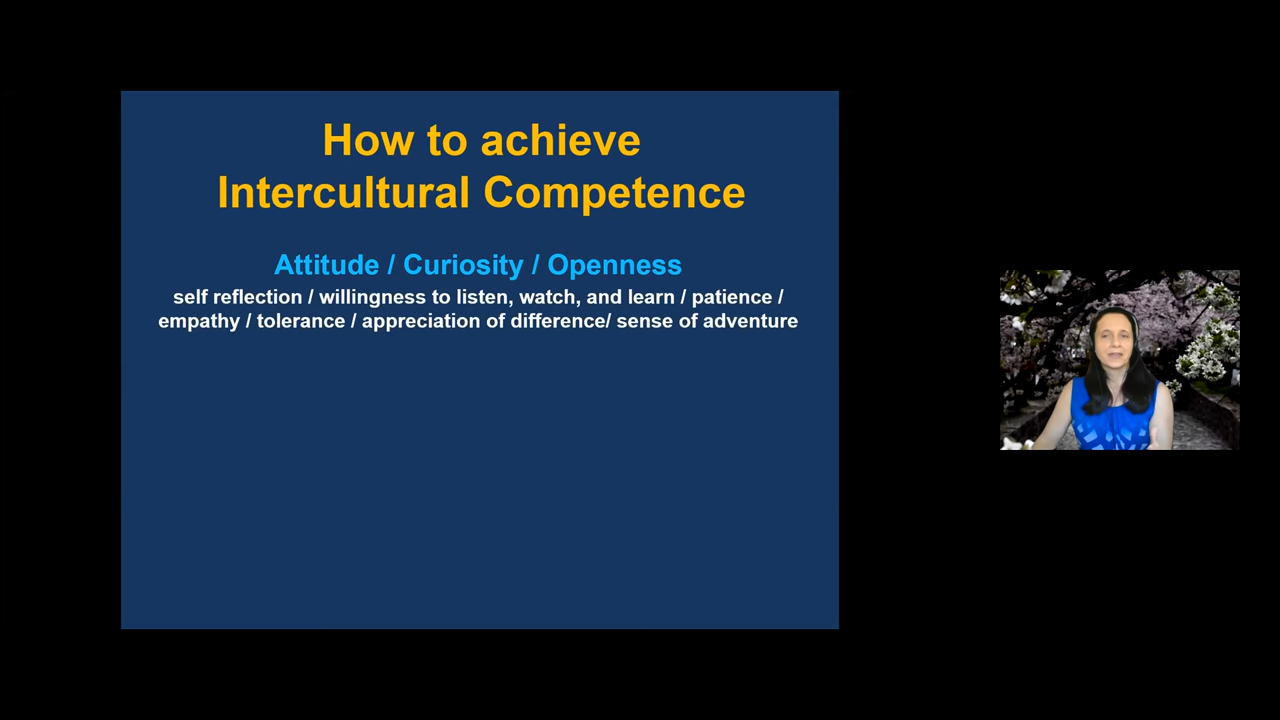 How to achieve
Intercultural Competence
Attitude / Curiosity / Openness
self reflection / willingness to listen, watch, and learn / patience /
empathy / tolerance / appreciation of difference/ sense of adventure